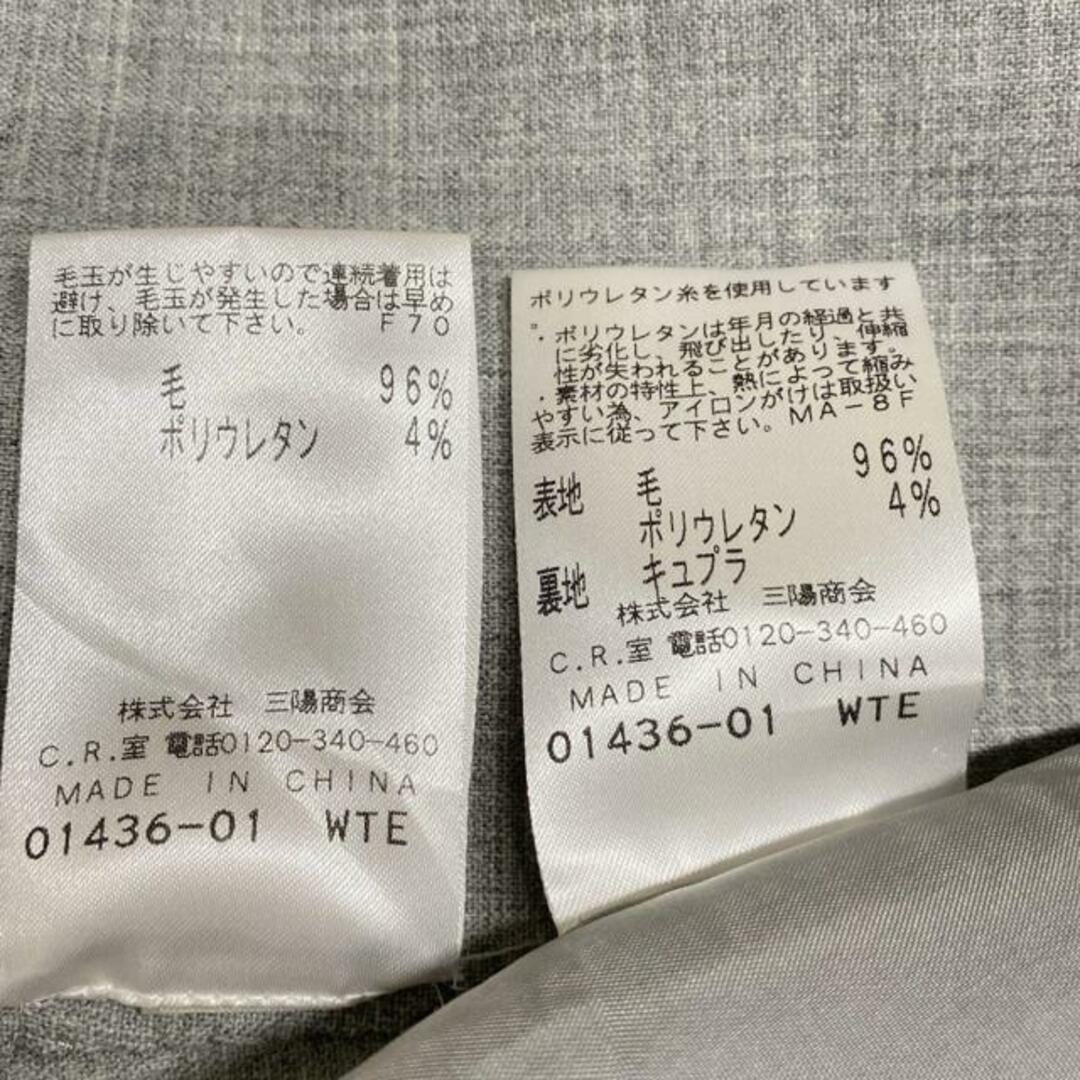 毛玉が生じやすいので連続着用は
避け、毛玉が発生した場合は早め
に取り除いて下さい。 F70
毛 96%
ポリウレタン 4%
株式会社 三陽商会
C.R.室 電話0120-340-460
MADE IN CHINA
01436-01 WTE
ポリウレタン糸を使用しています
。
・ポリウレタンは年月の経過と共
に劣化し、飛び出したり、伸縮
性が失われることがあります。
・素材の特性上、熱によって縮み
やすい為、アイロンがけは取扱い
表示に従って下さい。MA-8F
表地 毛 96%
ポリウレタン 4%
裏地 キュプラ
株式会社 三陽商会
C.R.室 電話0120-340-460
MADE IN CHINA
01436-01 WTE